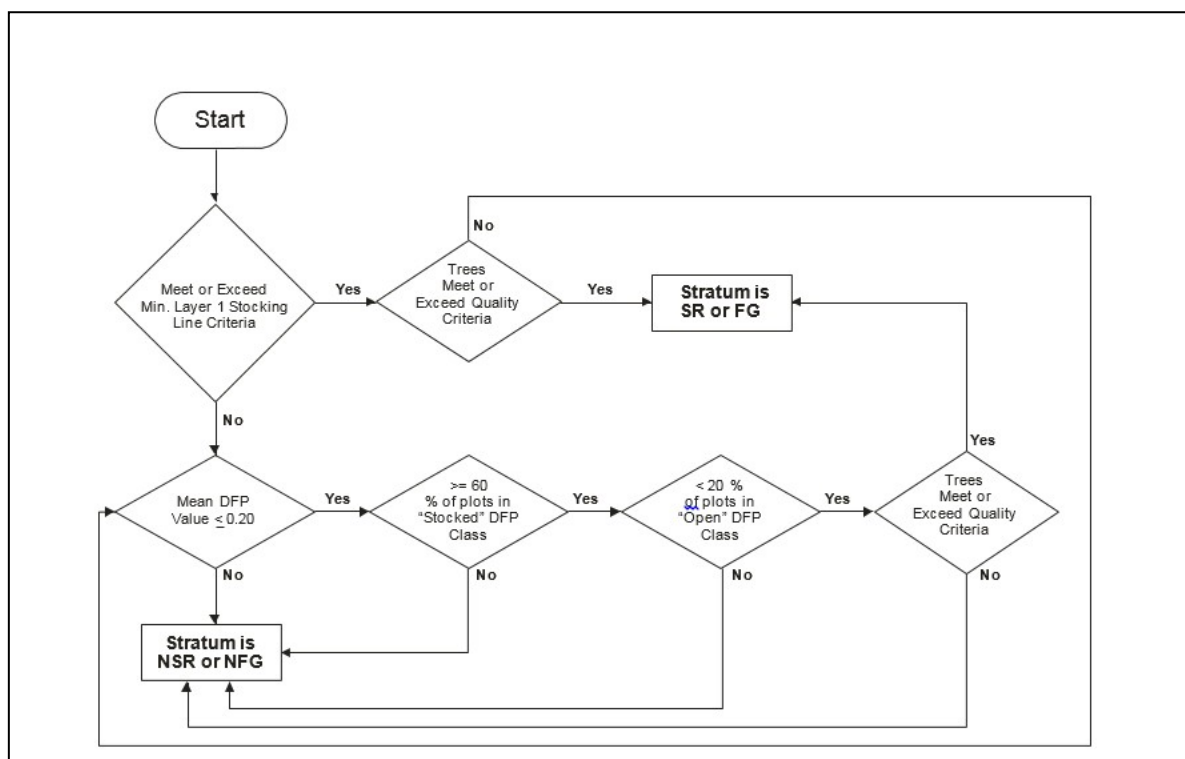 Start
No
Meet or Exceed
Min. Layer 1 Stocking
Line Criteria
Yes
Trees
Meet or
Exceed Quality
Criteria
Yes
Stratum is
SR or FG
No
Yes
Mean DFP
Value ≤ 0.20
Yes
>= 60
% of plots in
“Stocked” DFP
Class
Yes
< 20 %
of plots in
“Open” DFP
Class
Yes
Trees
Meet or
Exceed Quality
Criteria
No
No
No
No
Stratum is
NSR or NFG